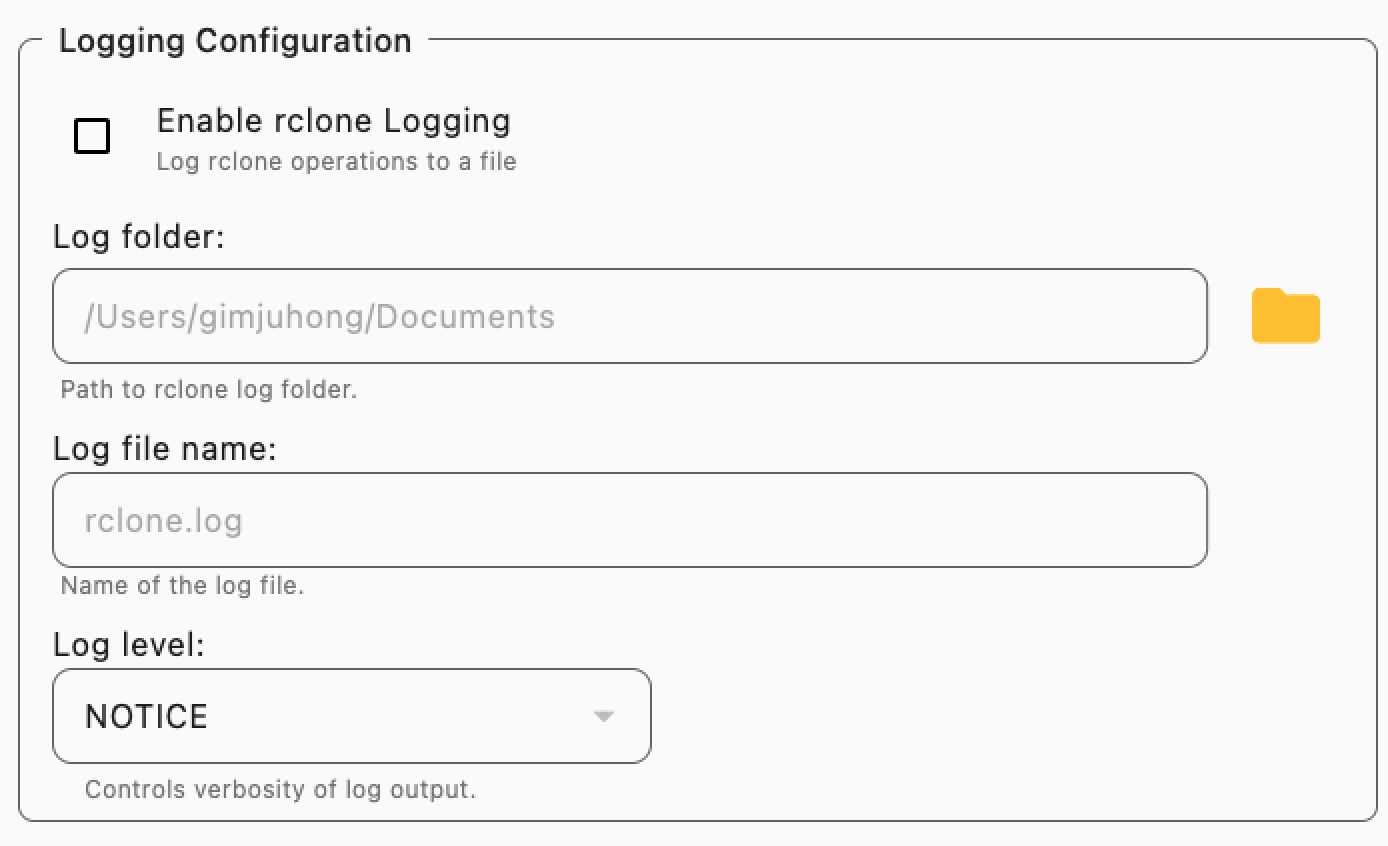 Logging Configuration
Enable rclone Logging
Log rclone operations to a file
Log folder:
/Users/gimjuhong/Documents
Path to rclone log folder.
Log file name:
rclone.log
Name of the log file.
Log level:
NOTICE
Controls verbosity of log output.